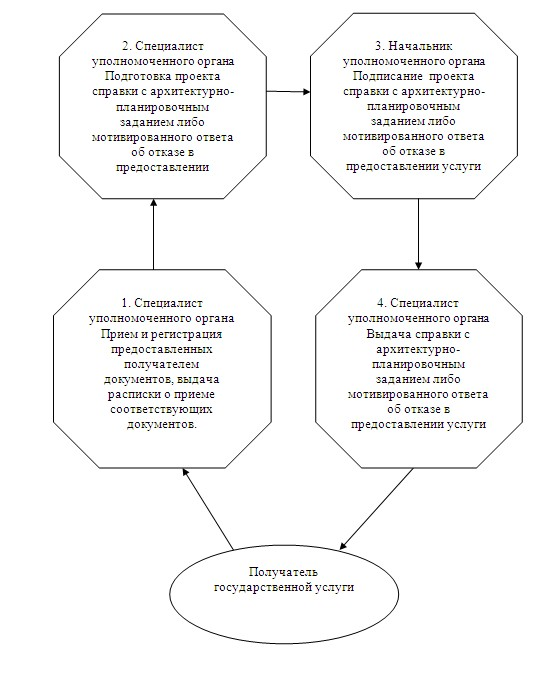 2. Специалист
уполномоченного органа
Подготовка проекта
справки с архитектурно-
планировочным
заданием либо
мотивированного ответа
об отказе в
предоставлении
3. Начальник
уполномоченного органа
Подписание проекта
справки с архитектурно-
планировочным
заданием либо
мотивированного ответа
об отказе в
предоставлении услуги
1. Специалист
уполномоченного органа
Прием и регистрация
предоставленных
получателем
документов, выдача
расписки о приеме
соответствующих
документов.
4. Специалист
уполномоченного органа
Выдача справки с
архитектурно-
планировочным
заданием либо
мотивированного ответа
об отказе в
предоставлении услуги
Получатель
государственной услуги